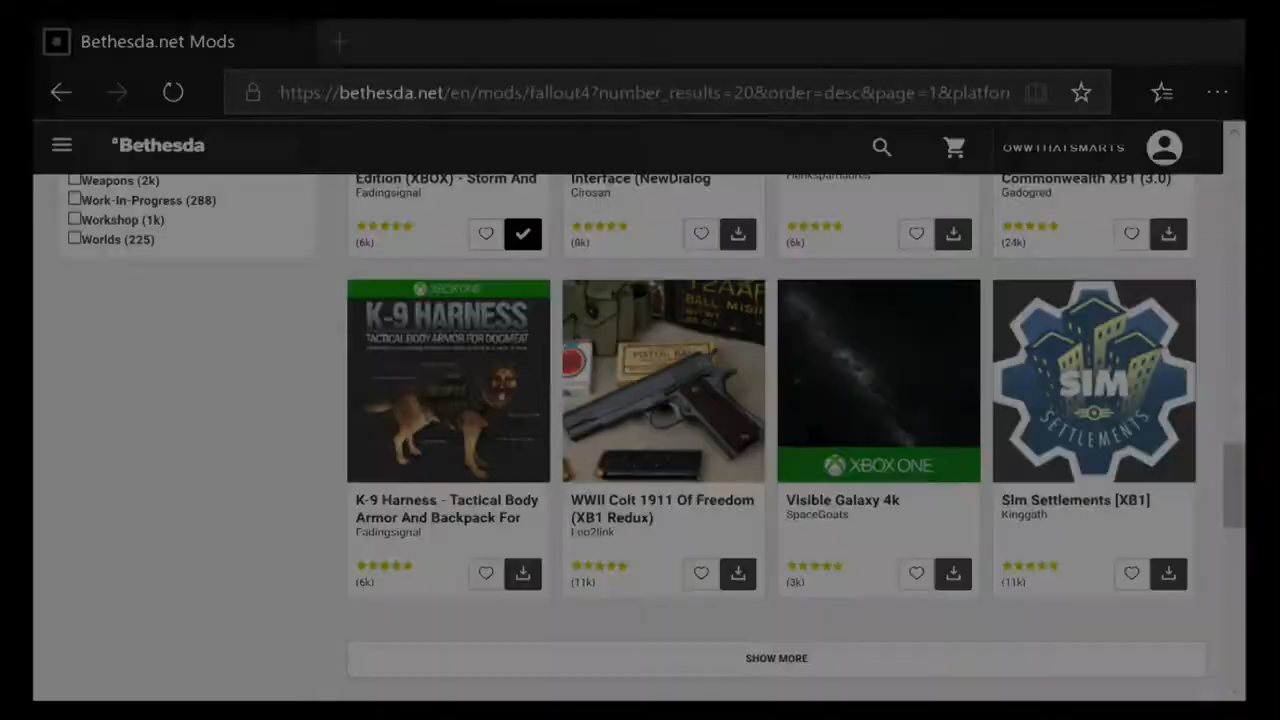 Bethesda.net Mods
https://bethesda.net/en/mods/fallout4?number_results=20&order=desc&page=1&platfon
Bethesda
OWWTHATSMARTS
Weapons (2k)
Work-In-Progress (288)
Workshop (1k)
Worlds (225)
Edition (XBOX) - Storm And
Fadingsignal
(6k)
Interface (NewDialog
Cirosan
(8k)
(6k)
Commonwealth XB1 (3.0)
Gadogred
(24k)
XBOX ONE
K-9 HARNESS
TACTICAL BODY ARMOR FOR DOGMEAT
K-9 Harness - Tactical Body
Armor And Backpack For
Fadingsignal
(6k)
BALL
WWII Colt 1911 Of Freedom
(XB1 Redux)
(11k)
XBOX ONE
Visible Galaxy 4k
SpaceGoats
(3k)
SIM
SETTLEMENTS
Sim Settlements [XB1]
Kinggath
(11k)
SHOW MORE